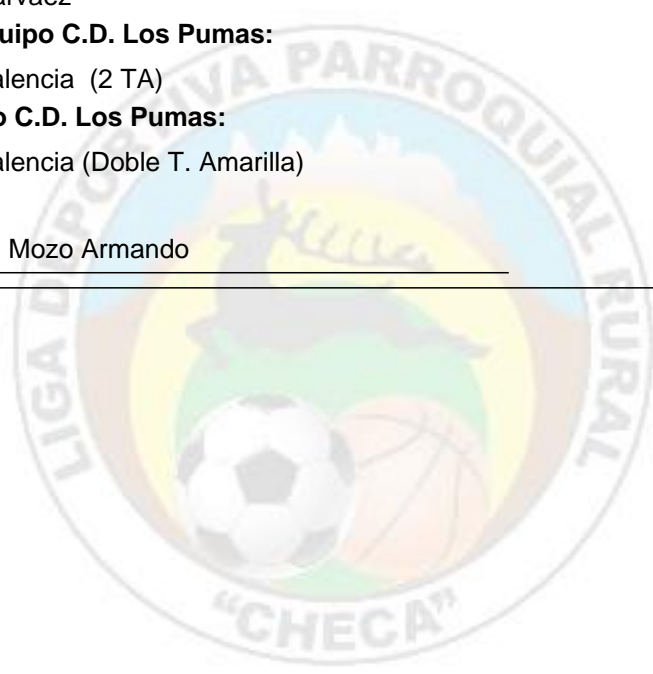 uipo C.D. Los Pumas:
alencia (2 TA)
o C.D. Los Pumas:
alencia (Doble T. Amarilla)
Mozo Armando
LIGA DEPORTIVA PARROQUIAL RURAL
"CHECA"